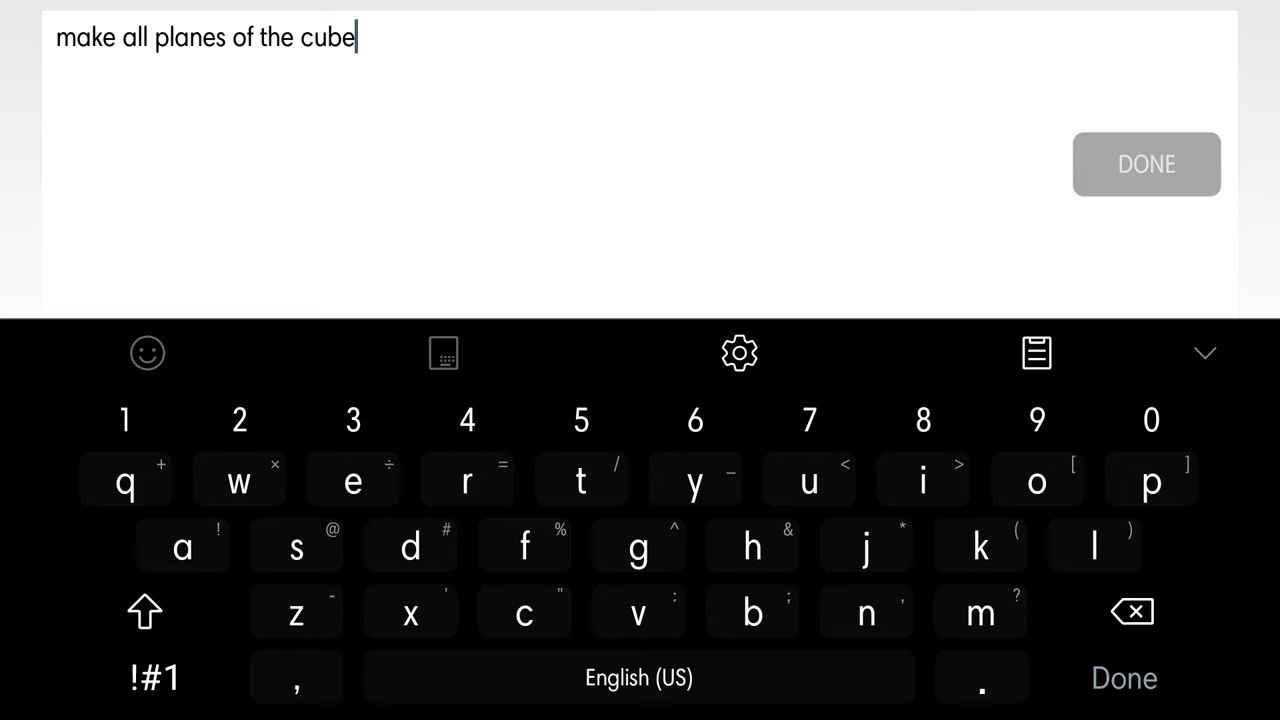 make all planes of the cube
DONE
1 2 3 4 5 6 7 8 9 0
q + w × e ÷ r = t / y _ u < i > o [ p ]
a ! s @ d # f % g ^ h & j * k ( l )
z - x ' c " v : b ; n , m ?
!#1 , English (US) . Done